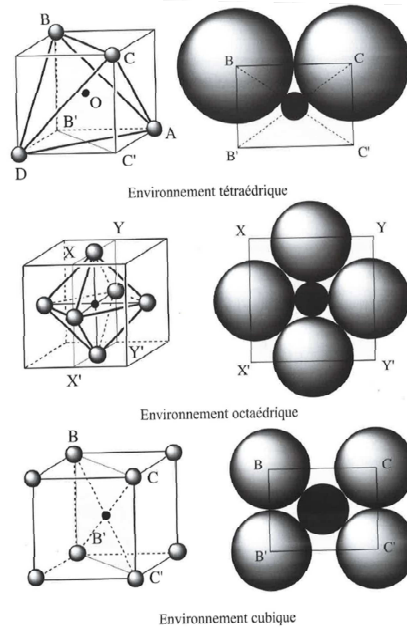 B
C
O
B'
A
D
C'
B
C
B'
C'
Environnement tétraédrique
X
Y
X'
Y'
X
Y
X'
Y'
Environnement octaédrique
B
C
B'
C'
B
C
B'
C'
Environnement cubique